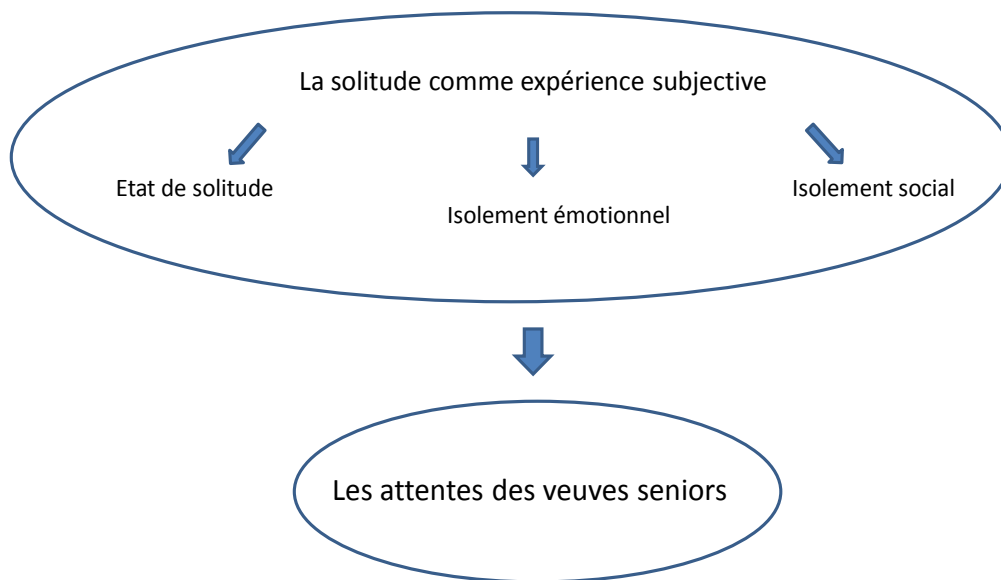 La solitude comme expérience subjective
Etat de solitude
Isolement social
Isolement émotionnel
Les attentes des veuves seniors